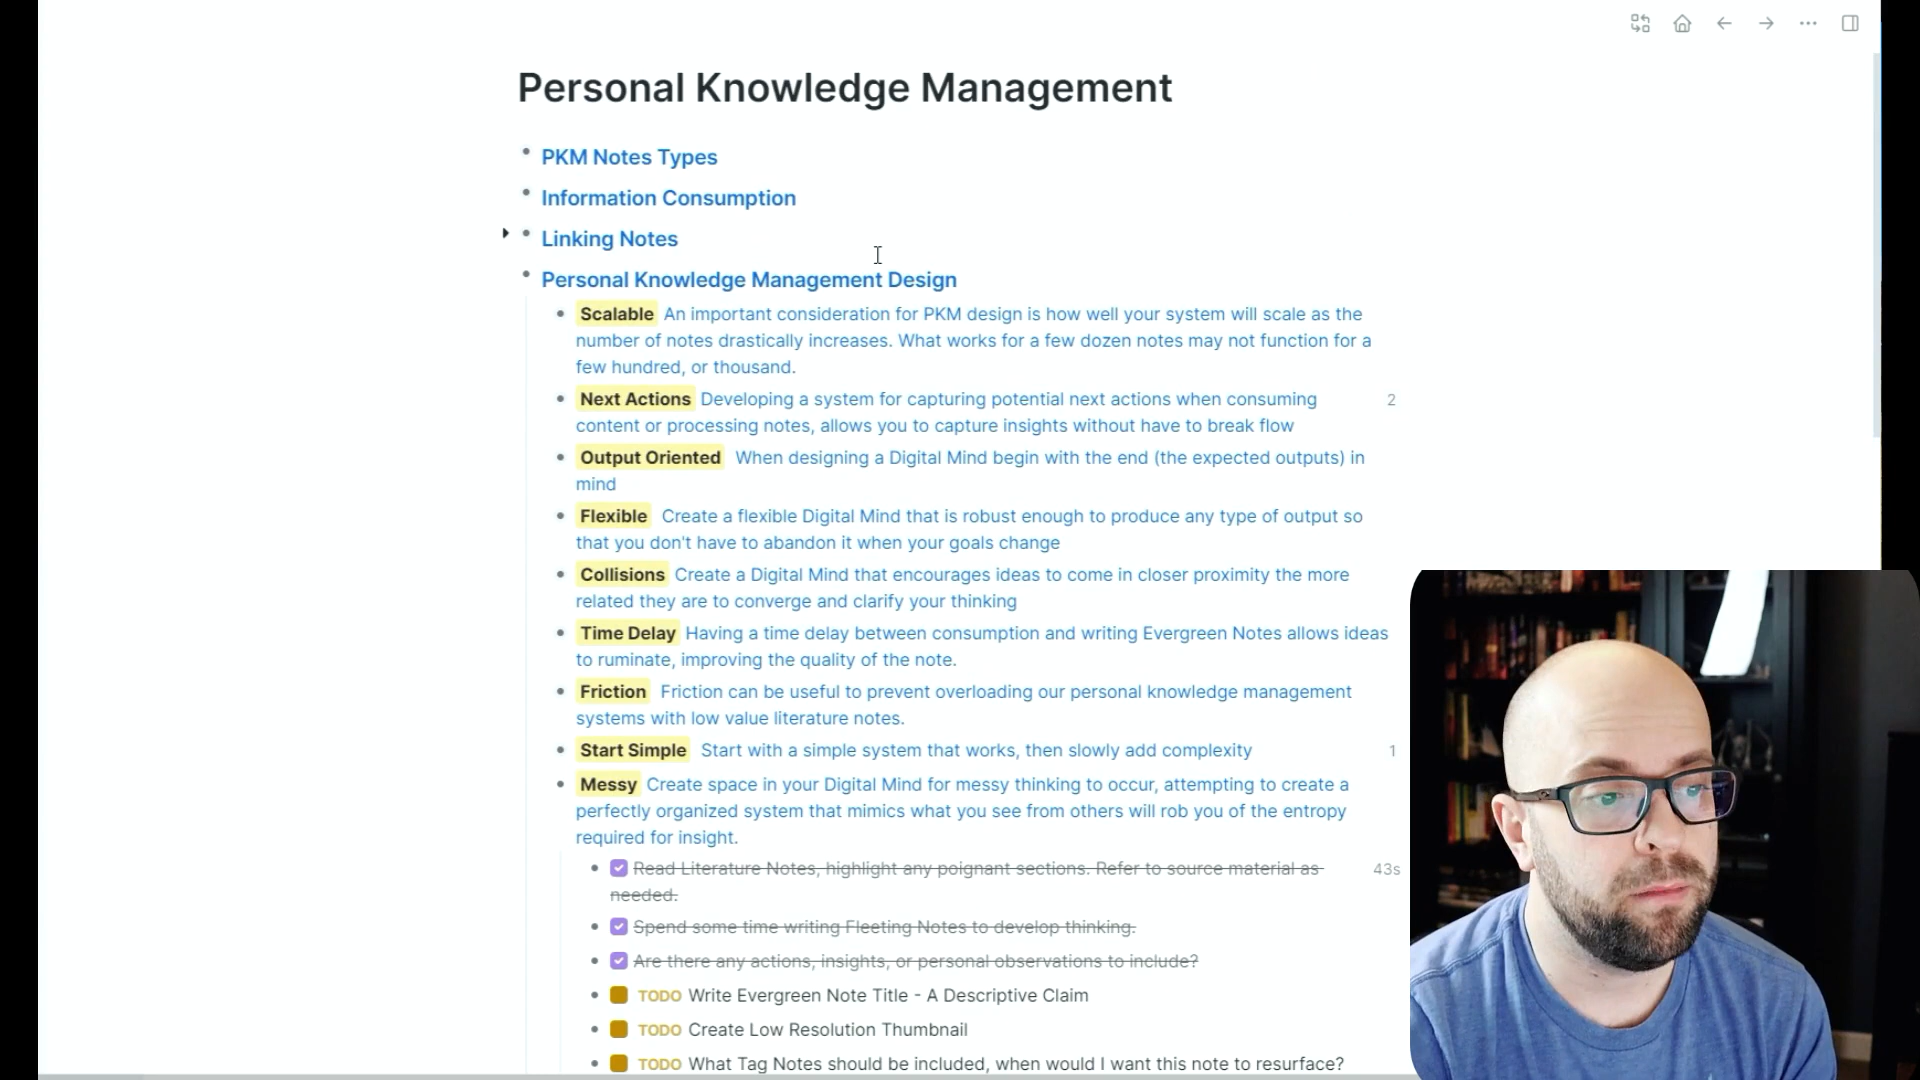 Personal Knowledge Management
PKM Notes Types
Information Consumption
Linking Notes
Personal Knowledge Management Design
Scalable An important consideration for PKM design is how well your system will scale as the
number of notes drastically increases. What works for a few dozen notes may not function for a
few hundred, or thousand.
Next Actions Developing a system for capturing potential next actions when consuming 2
content or processing notes, allows you to capture insights without have to break flow
Output Oriented When designing a Digital Mind begin with the end (the expected outputs) in
mind
Flexible Create a flexible Digital Mind that is robust enough to produce any type of output so
that you don't have to abandon it when your goals change
Collisions Create a Digital Mind that encourages ideas to come in closer proximity the more
related they are to converge and clarify your thinking
Time Delay Having a time delay between consumption and writing Evergreen Notes allows ideas
to ruminate, improving the quality of the note.
Friction Friction can be useful to prevent overloading our personal knowledge management
systems with low value literature notes.
Start Simple Start with a simple system that works, then slowly add complexity 1
Messy Create space in your Digital Mind for messy thinking to occur, attempting to create a
perfectly organized system that mimics what you see from others will rob you of the entropy
required for insight.
Read Literature Notes, highlight any poignant sections. Refer to source material as 43s
needed.
Spend some time writing Fleeting Notes to develop thinking.
Are there any actions, insights, or personal observations to include?
TODO Write Evergreen Note Title - A Descriptive Claim
TODO Create Low Resolution Thumbnail
TODO What Tag Notes should be included, when would I want this note to resurface?